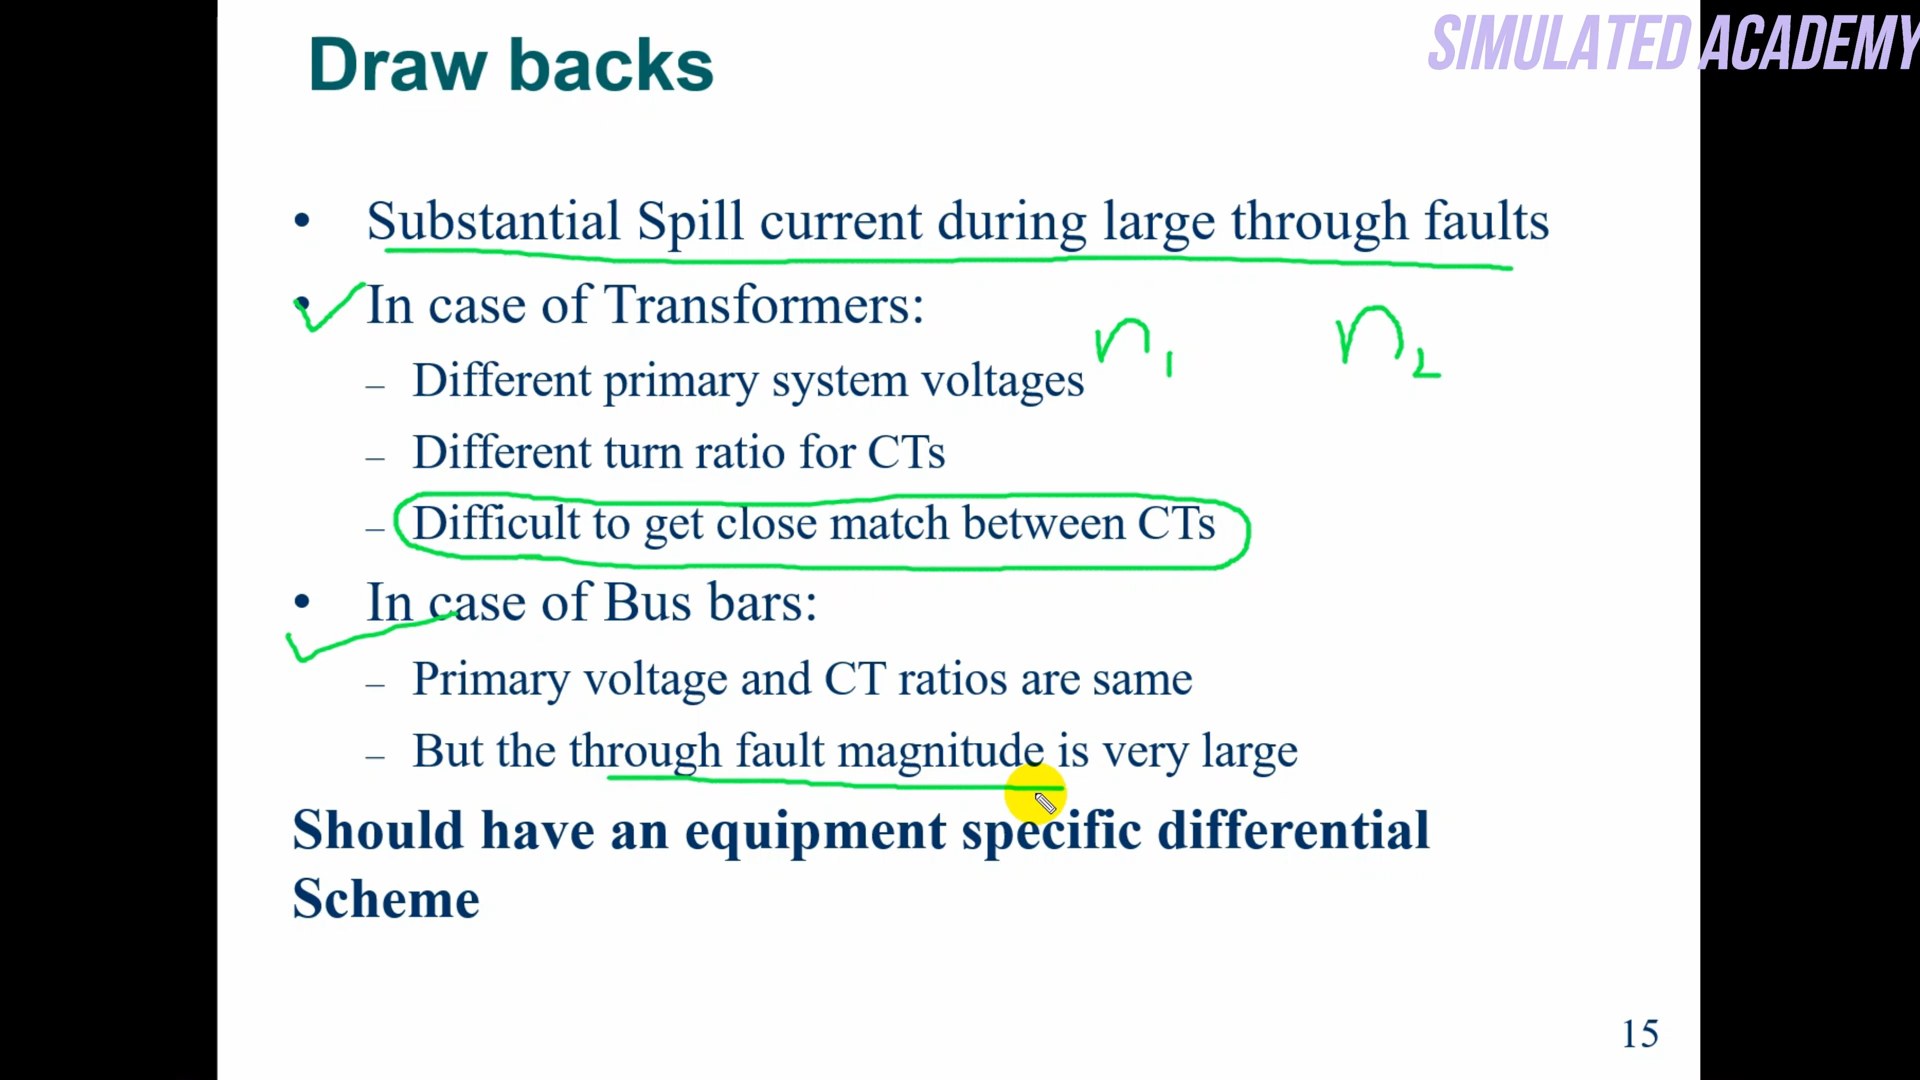 SIMULATED ACADEMY
Draw backs
• Substantial Spill current during large through faults
• In case of Transformers:
n1 n2
– Different primary system voltages
– Different turn ratio for CTs
– Difficult to get close match between CTs
• In case of Bus bars:
– Primary voltage and CT ratios are same
– But the through fault magnitude is very large
Should have an equipment specific differential
Scheme
15